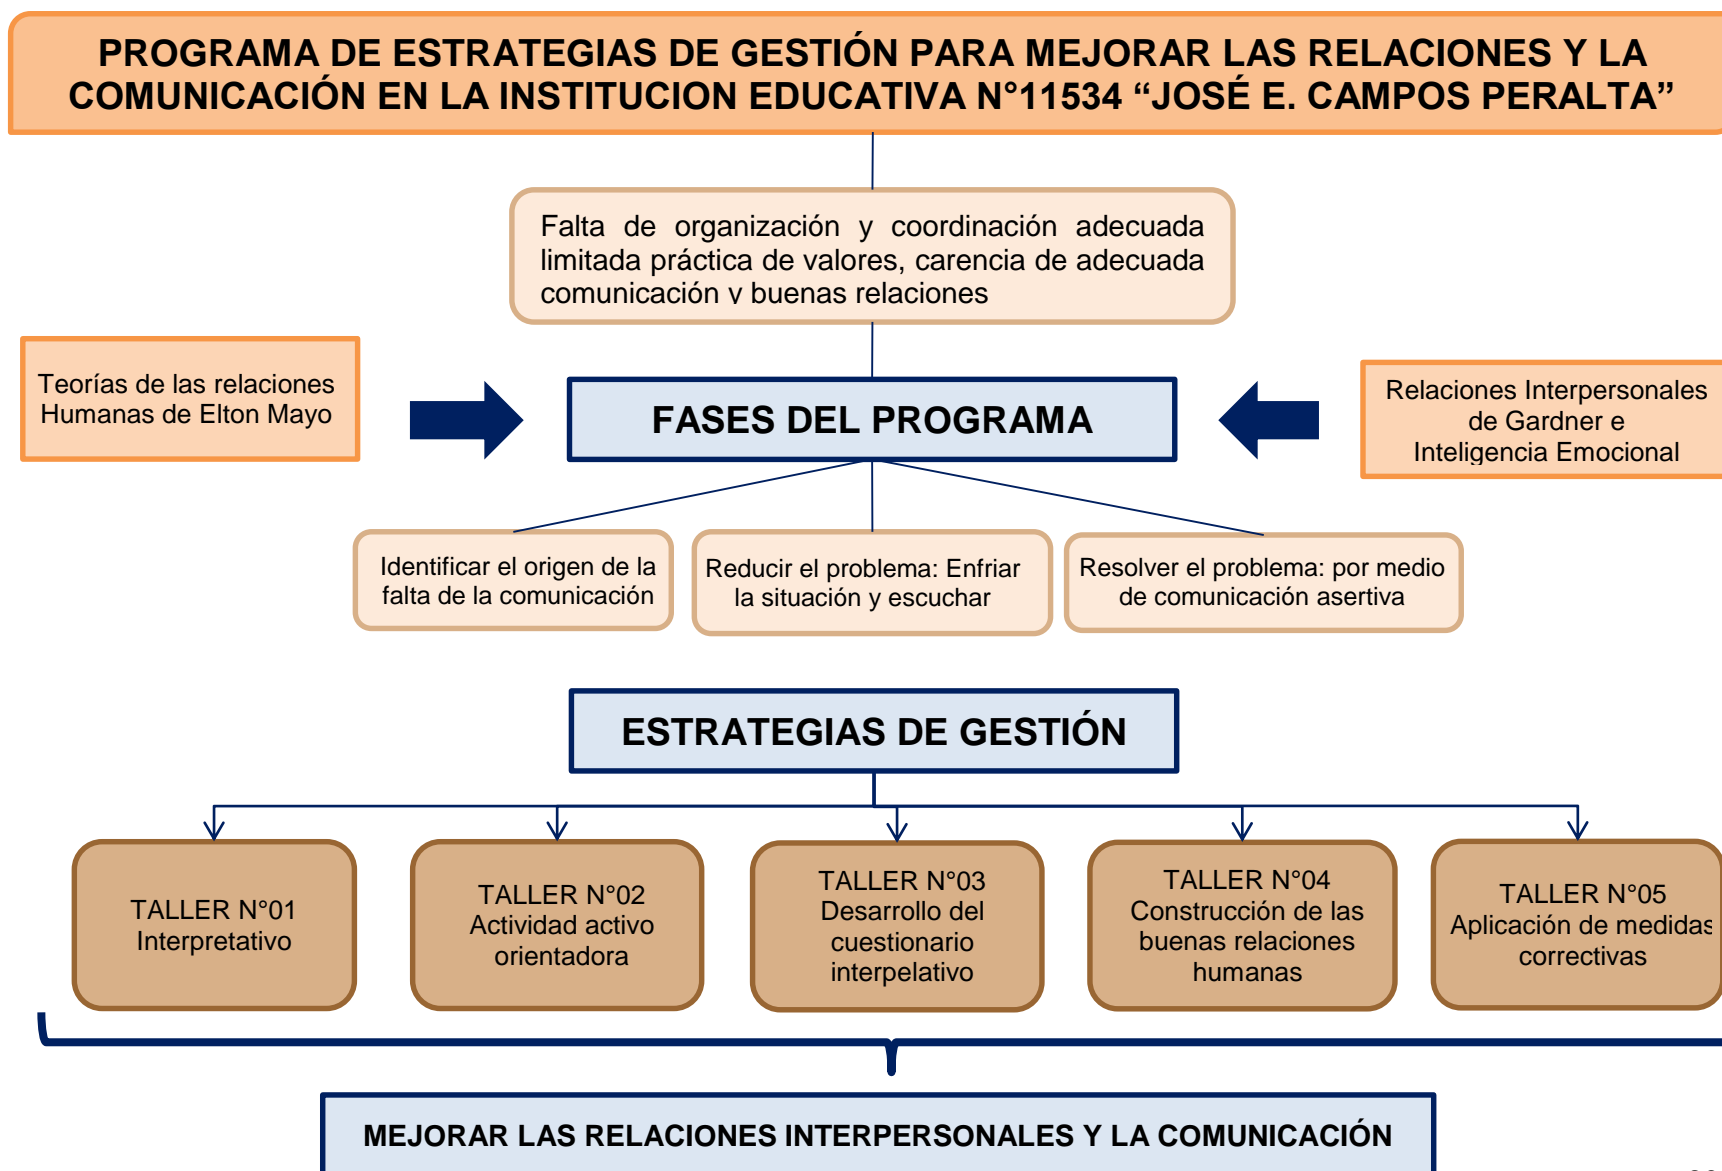 PROGRAMA DE ESTRATEGIAS DE GESTIÓN PARA MEJORAR LAS RELACIONES Y LA
COMUNICACIÓN EN LA INSTITUCION EDUCATIVA N°11534 “JOSÉ E. CAMPOS PERALTA”
Falta de organización y coordinación adecuada
limitada práctica de valores, carencia de adecuada
comunicación y buenas relaciones
Teorías de las relaciones
Humanas de Elton Mayo
FASES DEL PROGRAMA
Relaciones Interpersonales
de Gardner e
Inteligencia Emocional
Identificar el origen de la
falta de la comunicación
Reducir el problema: Enfriar
la situación y escuchar
Resolver el problema: por medio
de comunicación asertiva
ESTRATEGIAS DE GESTIÓN
TALLER N°01
Interpretativo
TALLER N°02
Actividad activo
orientadora
TALLER N°03
Desarrollo del
cuestionario
interpelativo
TALLER N°04
Construcción de las
buenas relaciones
humanas
TALLER N°05
Aplicación de medidas
correctivas
MEJORAR LAS RELACIONES INTERPERSONALES Y LA COMUNICACIÓN